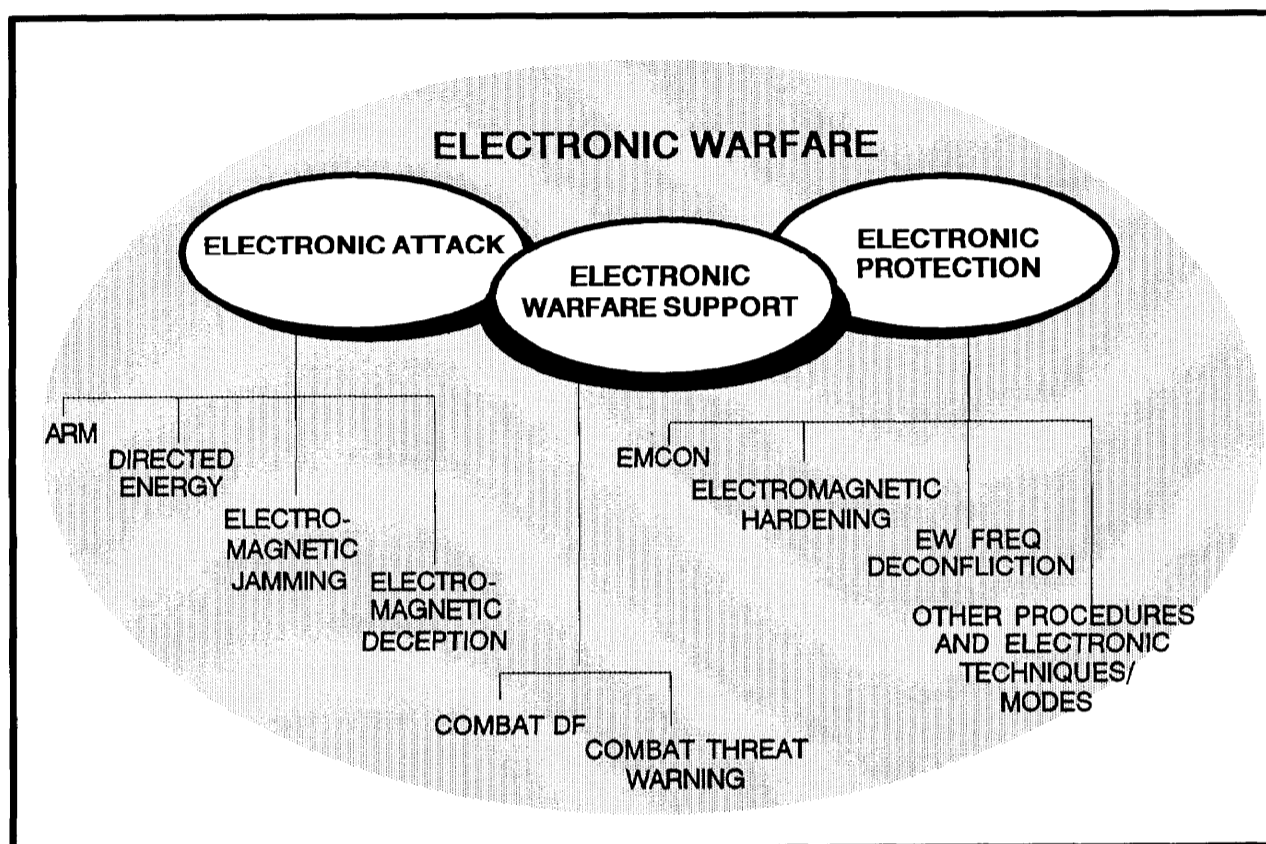 ELECTRONIC WARFARE
ELECTRONIC ATTACK
ELECTRONIC
WARFARE SUPPORT
ELECTRONIC
PROTECTION
ARM
DIRECTED
ENERGY
ELECTRO-
MAGNETIC
JAMMING
ELECTRO-
MAGNETIC
DECEPTION
COMBAT DF
COMBAT THREAT
WARNING
EMCON
ELECTROMAGNETIC
HARDENING
EW FREQ
DECONFLICTION
OTHER PROCEDURES
AND ELECTRONIC
TECHNIQUES/
MODES